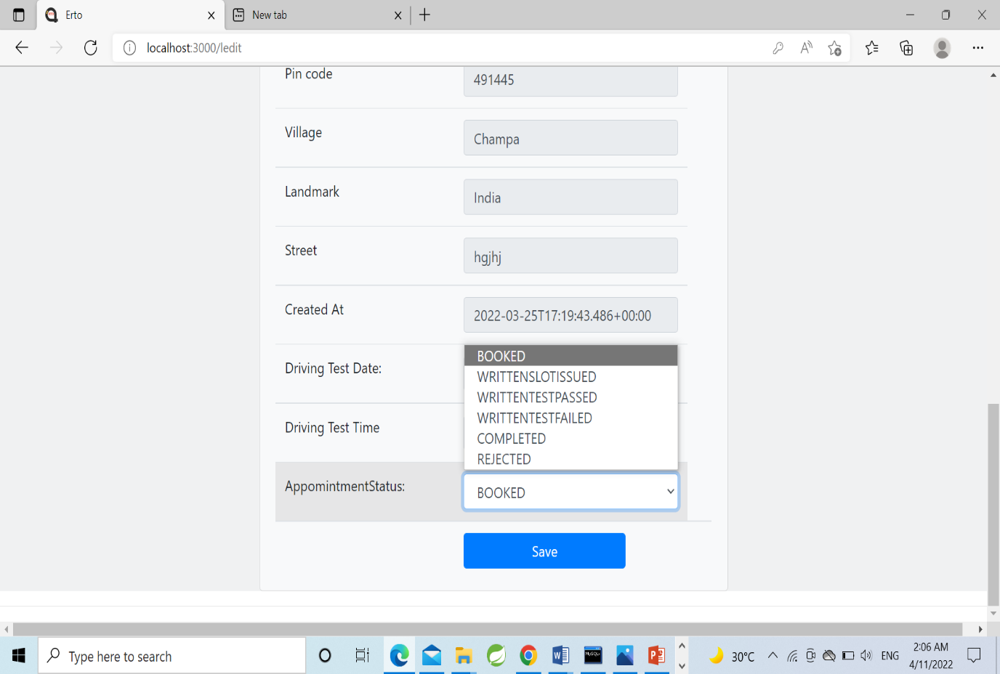 Erto
New tab
localhost:3000/ledit
Pin code
491445
Village
Champa
Landmark
India
Street
hgjhj
Created At
2022-03-25T17:19:43.486+00:00
Driving Test Date:
BOOKED
WRITTENSLOTISSUED
WRITTENTESTPASSED
WRITTENTESTFAILED
COMPLETED
REJECTED
Driving Test Time
AppomintmentStatus:
BOOKED
Save
Type here to search
30°C
ENG
2:06 AM
4/11/2022